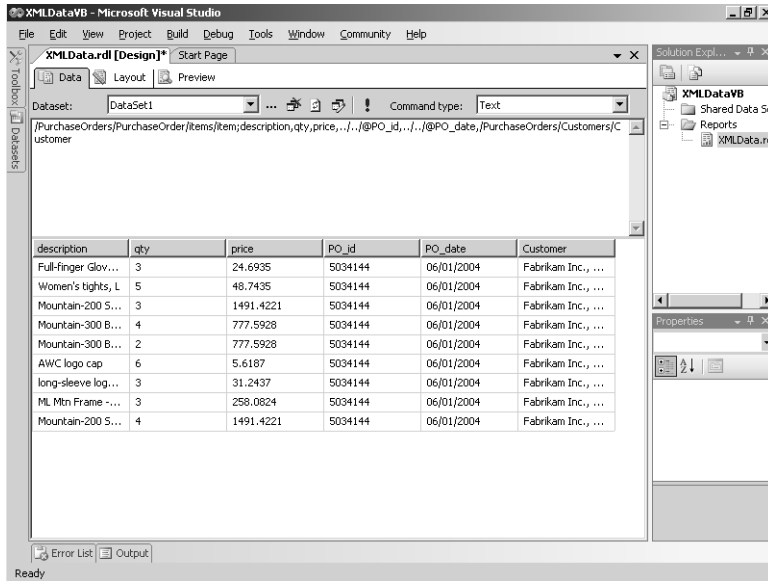 XMLDataVB - Microsoft Visual Studio
File Edit View Project Build Debug Tools Window Community Help
XMLData.rdl [Design]* Start Page
Data Layout Preview
Dataset: DataSet1 ... ! Command type: Text
/PurchaseOrders/PurchaseOrder/items/item;description,qty,price,../../@PO_id,../../@PO_date,/PurchaseOrders/Customers/C
ustomer
description qty price PO_id PO_date Customer
Full-finger Glov... 3 24.6935 5034144 06/01/2004 Fabrikam Inc., ...
Women's tights, L 5 48.7435 5034144 06/01/2004 Fabrikam Inc., ...
Mountain-200 S... 3 1491.4221 5034144 06/01/2004 Fabrikam Inc., ...
Mountain-300 B... 4 777.5928 5034144 06/01/2004 Fabrikam Inc., ...
Mountain-300 B... 2 777.5928 5034144 06/01/2004 Fabrikam Inc., ...
AWC logo cap 6 5.6187 5034144 06/01/2004 Fabrikam Inc., ...
long-sleeve log... 3 31.2437 5034144 06/01/2004 Fabrikam Inc., ...
ML Mtn Frame -... 3 258.0824 5034144 06/01/2004 Fabrikam Inc., ...
Mountain-200 S... 4 1491.4221 5034144 06/01/2004 Fabrikam Inc., ...
Toolbox
Datasets
Solution Expl...
XMLDataVB
Shared Data So
Reports
XMLData.r
Properties
Error List Output
Ready